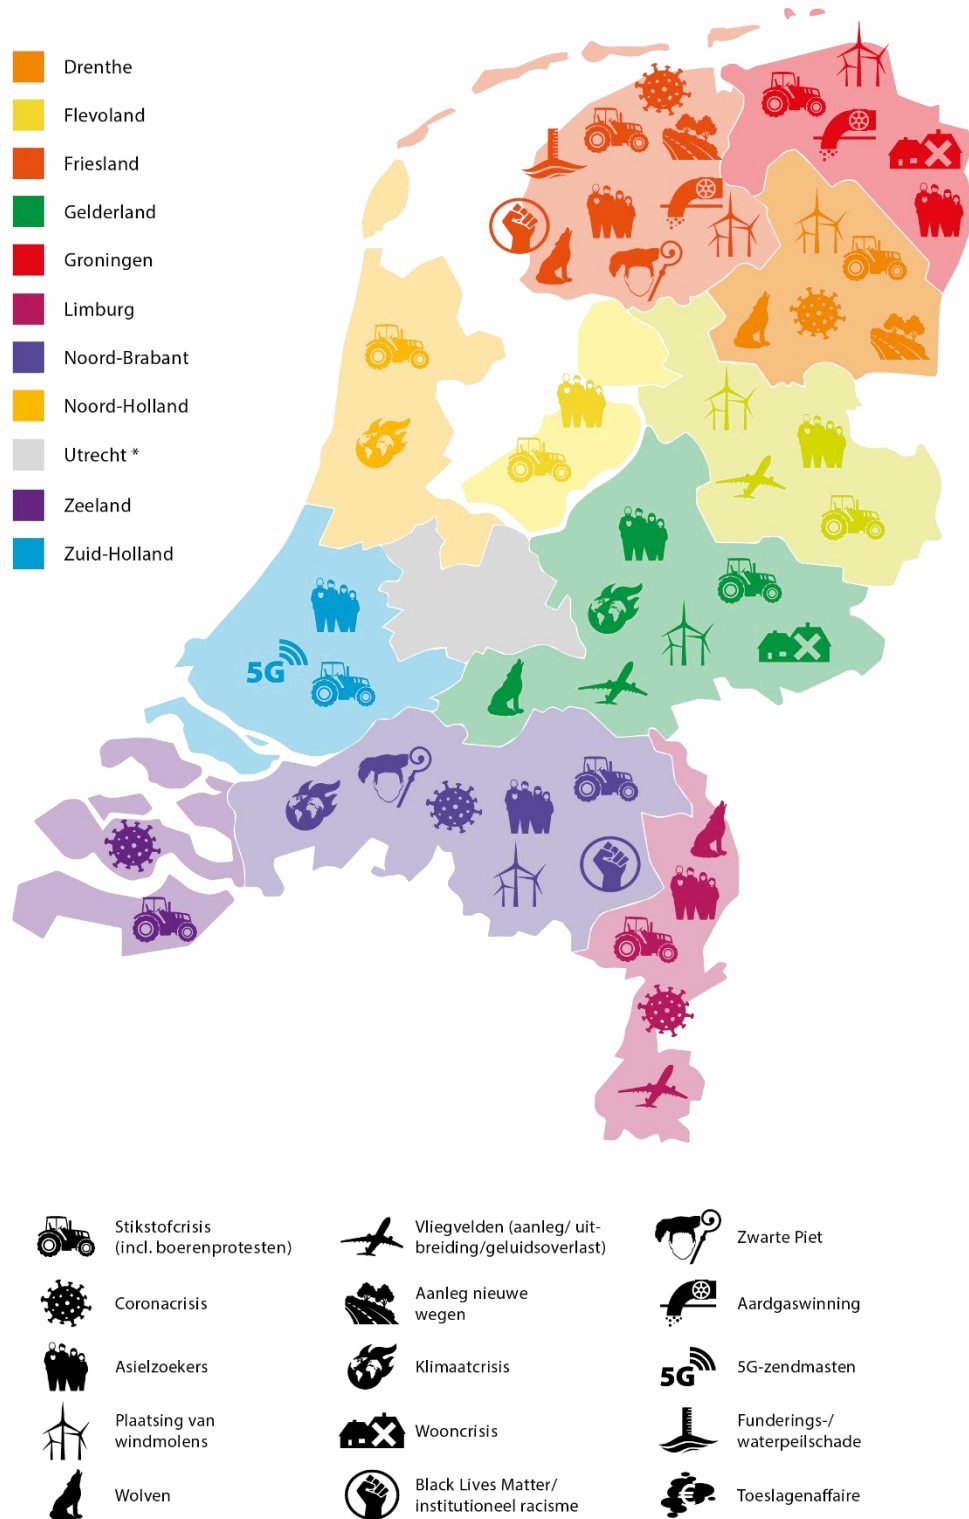 Drenthe
Flevoland
Friesland
Gelderland
Groningen
Limburg
Noord-Brabant
Noord-Holland
Utrecht *
Zeeland
Zuid-Holland
5G
Stikstofcrisis
(incl. boerenprotesten)
Vliegvelden (aanleg/ uit-
breiding/geluidsoverlast)
Zwarte Piet
Coronacrisis
Aanleg nieuwe
wegen
Aardgaswinning
Asielzoekers
Klimaatcrisis
5G
5G-zendmasten
Plaatsing van
windmolens
Wooncrisis
Funderings-/
waterpeilschade
Wolven
Black Lives Matter/
institutioneel racisme
€
Toeslagenaffaire